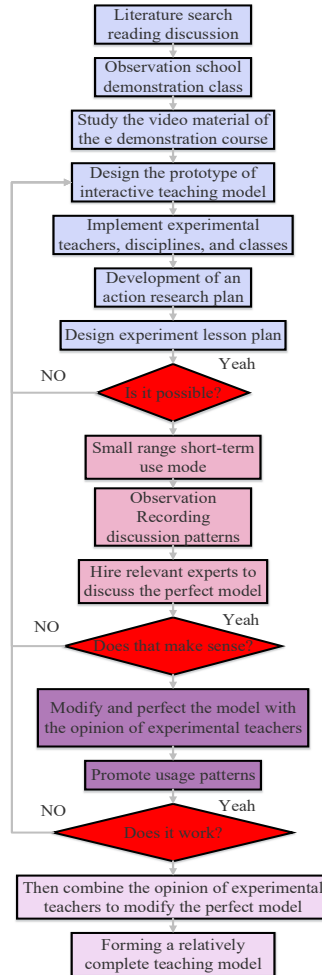 Literature search
reading discussion
Observation school
demonstration class
Study the video material of
the e demonstration course
Design the prototype of
interactive teaching model
Implement experimental
teachers, disciplines, and classes
Development of an
action research plan
Design experiment lesson plan
NO
Yeah
Is it possible?
Small range short-term
use mode
Observation
Recording
discussion patterns
Hire relevant experts to
discuss the perfect model
NO
Yeah
Does that make sense?
Modify and perfect the model with
the opinion of experimental teachers
Promote usage patterns
NO
Yeah
Does it work?
Then combine the opinion of experimental
teachers to modify the perfect model
Forming a relatively
complete teaching model